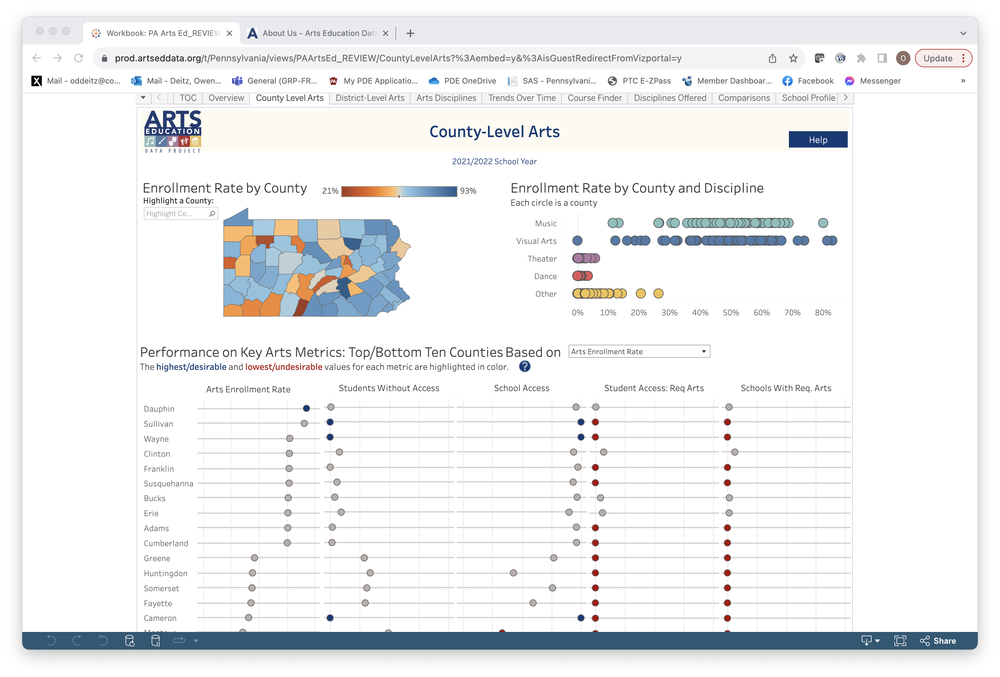 Workbook: PA Arts Ed_REVIEW
About Us - Arts Education Data
prod.artseddata.org/t/Pennsylvania/views/PAArtsEd_REVIEW/CountyLevelArts?%3Aembed=y&%3AisGuestRedirectFromVizportal=y
O
Update
Mail - oddeitz@co...
Mail - Deitz, Owen...
General (GRP-FR...
My PDE Applicatio...
PDE OneDrive
SAS - Pennsylvani...
PTC E-ZPass
Member Dashboar...
Facebook
Messenger
»
TOC
Overview
County Level Arts
District-Level Arts
Arts Disciplines
Trends Over Time
Course Finder
Disciplines Offered
Comparisons
School Profile
ARTS
EDUCATION
DATA PROJECT
County-Level Arts
Help
2021/2022 School Year
Enrollment Rate by County
21%
93%
Highlight a County:
Highlight Co...
Enrollment Rate by County and Discipline
Each circle is a county
Music
Visual Arts
Theater
Dance
Other
0% 10% 20% 30% 40% 50% 60% 70% 80%
Performance on Key Arts Metrics: Top/Bottom Ten Counties Based on
Arts Enrollment Rate
The highest/desirable and lowest/undesirable values for each metric are highlighted in color.
?
Arts Enrollment Rate
Students Without Access
School Access
Student Access: Req Arts
Schools With Req. Arts
Dauphin
Sullivan
Wayne
Clinton
Franklin
Susquehanna
Bucks
Erie
Adams
Cumberland
Greene
Huntingdon
Somerset
Fayette
Cameron
Share